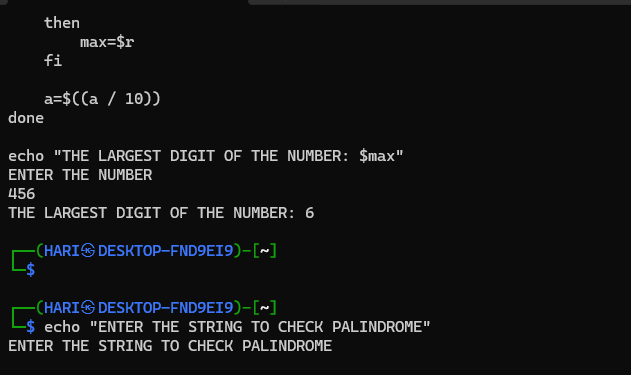 then
max=$r
fi
a=$((a / 10))
done
echo "THE LARGEST DIGIT OF THE NUMBER: $max"
ENTER THE NUMBER
456
THE LARGEST DIGIT OF THE NUMBER: 6
┌──(HARI㉿DESKTOP-FND9EI9)-[~]
└─$
┌──(HARI㉿DESKTOP-FND9EI9)-[~]
└─$ echo "ENTER THE STRING TO CHECK PALINDROME"
ENTER THE STRING TO CHECK PALINDROME